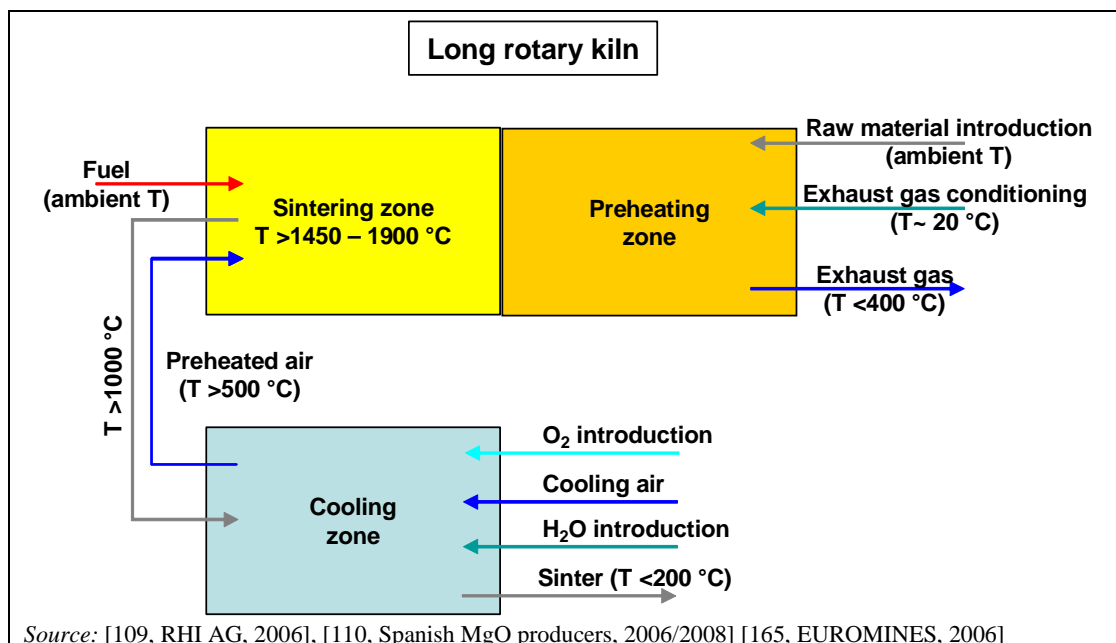 Long rotary kiln
Raw material introduction
(ambient T)
Fuel
(ambient T)
Sintering zone
T >1450 – 1900 °C
Preheating
zone
Exhaust gas conditioning
(T~ 20 °C)
Exhaust gas
(T <400 °C)
T >1000 °C
Preheated air
(T >500 °C)
O₂ introduction
Cooling air
Cooling
zone
H₂O introduction
Sinter (T <200 °C)
Source: [109, RHI AG, 2006], [110, Spanish MgO producers, 2006/2008] [165, EUROMINES, 2006]